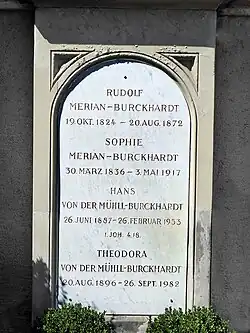 RUDOLF
MERIAN-BURCKHARDT
19.OKT. 1824 – 20.AUG.1872
SOPHIE
MERIAN-BURCKHARDT
30.MÄRZ 1836 – 3.MAI 1917
HANS
VON DER MÜHLL-BURCKHARDT
26.JUNI 1887-26.FEBRUAR 1953
1.JOH. 4.18.
THEODORA
VON DER MÜHLL-BURCKHARDT
20.AUG. 1896-26.SEPT.1982